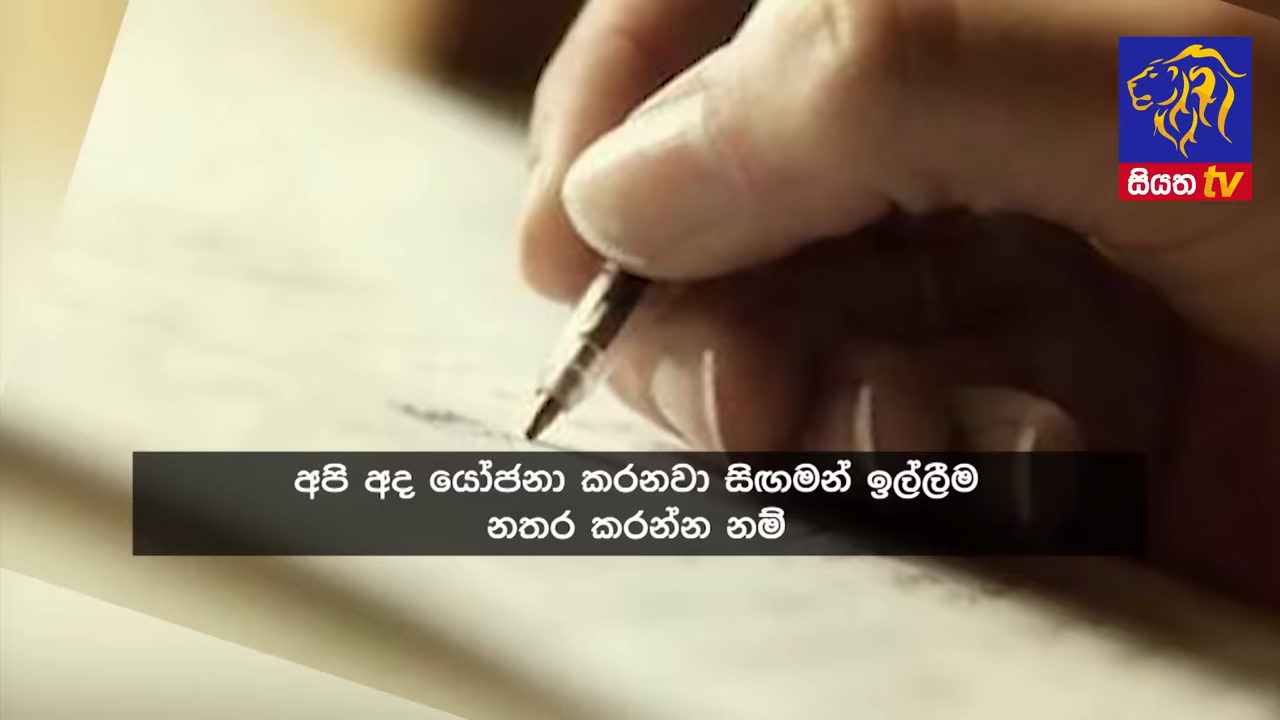 සියත tv
අපි අද යෝජනා කරනවා සිඟමන් ඉල්ලීම
නතර කරන්න නම්